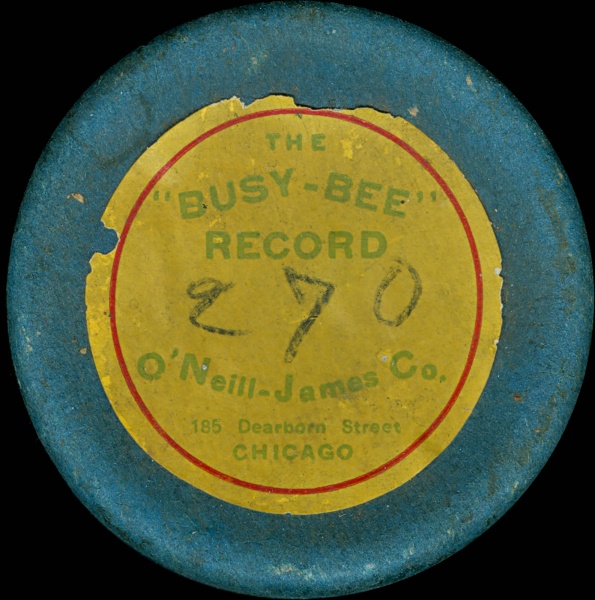 THE
"BUSY-BEE"
RECORD
270
O'Neill-James Co.
185 Dearborn Street
CHICAGO